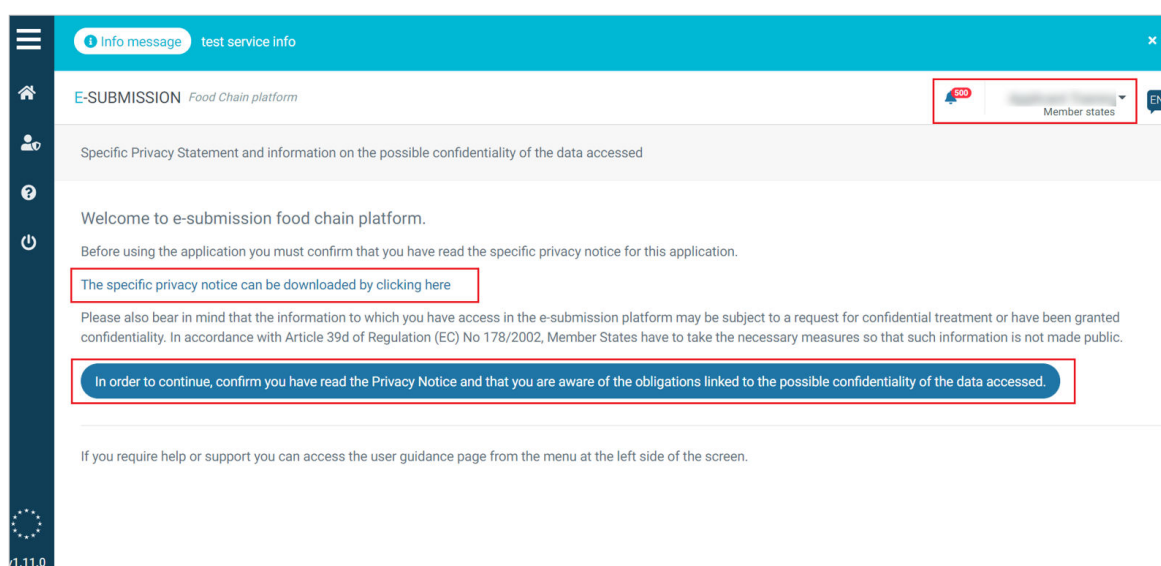 Info message test service info ×
E-SUBMISSION Food Chain platform
500
Member states
EN
Specific Privacy Statement and information on the possible confidentiality of the data accessed
Welcome to e-submission food chain platform.
Before using the application you must confirm that you have read the specific privacy notice for this application.
The specific privacy notice can be downloaded by clicking here
Please also bear in mind that the information to which you have access in the e-submission platform may be subject to a request for confidential treatment or have been granted
confidentiality. In accordance with Article 39d of Regulation (EC) No 178/2002, Member States have to take the necessary measures so that such information is not made public.
In order to continue, confirm you have read the Privacy Notice and that you are aware of the obligations linked to the possible confidentiality of the data accessed.
If you require help or support you can access the user guidance page from the menu at the left side of the screen.
v1.11.0